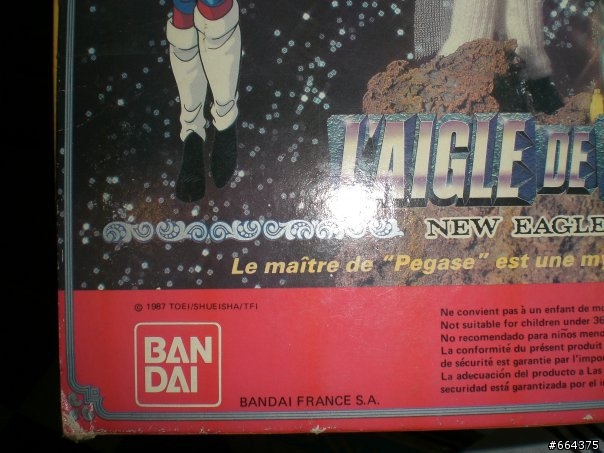 L'AIGLE DE
NEW EAGLE
Le maître de "Pegase" est une
© 1987 TOEI/SHUEISHA/TFI
BAN
DAI
BANDAI FRANCE S.A.
Ne convient pas à un enfant de
Not suitable for children under 36
No recomendado para niños
La conformité du présent produit
de sécurité est garantie par
La adecuación del producto a Las
seguridad está garantizada por el
#664375